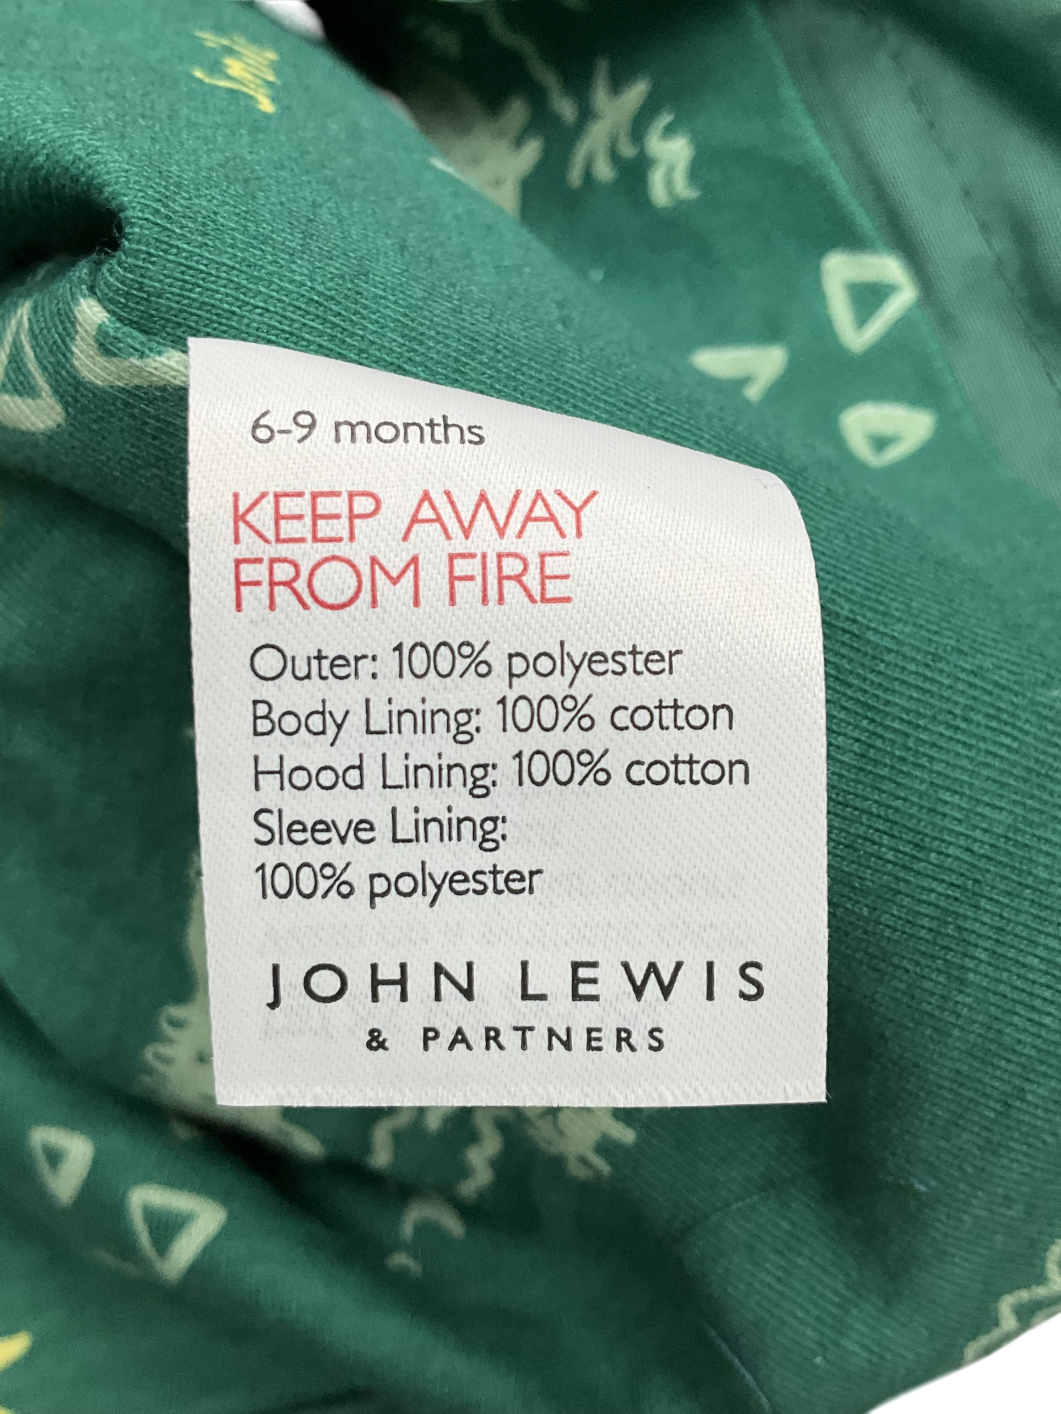 6-9 months
KEEP AWAY
FROM FIRE
Outer: 100% polyester
Body Lining: 100% cotton
Hood Lining: 100% cotton
Sleeve Lining:
100% polyester
JOHN LEWIS
& PARTNERS